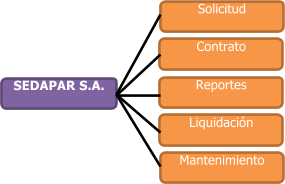 Solicitud
Contrato
SEDAPAR S.A.
Reportes
Liquidación
Mantenimiento